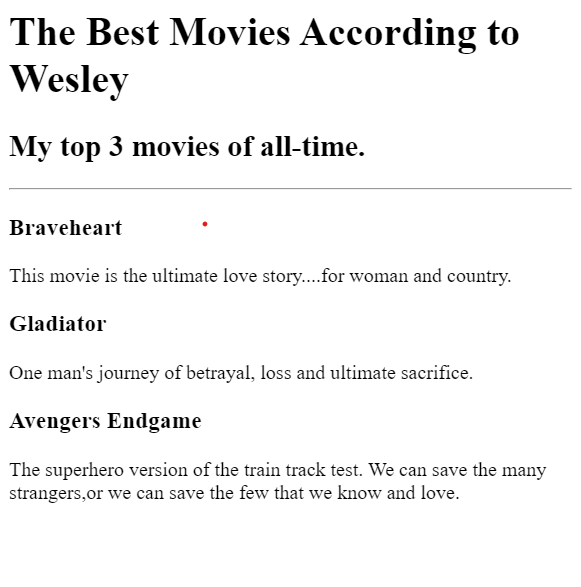 The Best Movies According to
Wesley
My top 3 movies of all-time.
Braveheart
This movie is the ultimate love story....for woman and country.
Gladiator
One man's journey of betrayal, loss and ultimate sacrifice.
Avengers Endgame
The superhero version of the train track test. We can save the many
strangers,or we can save the few that we know and love.